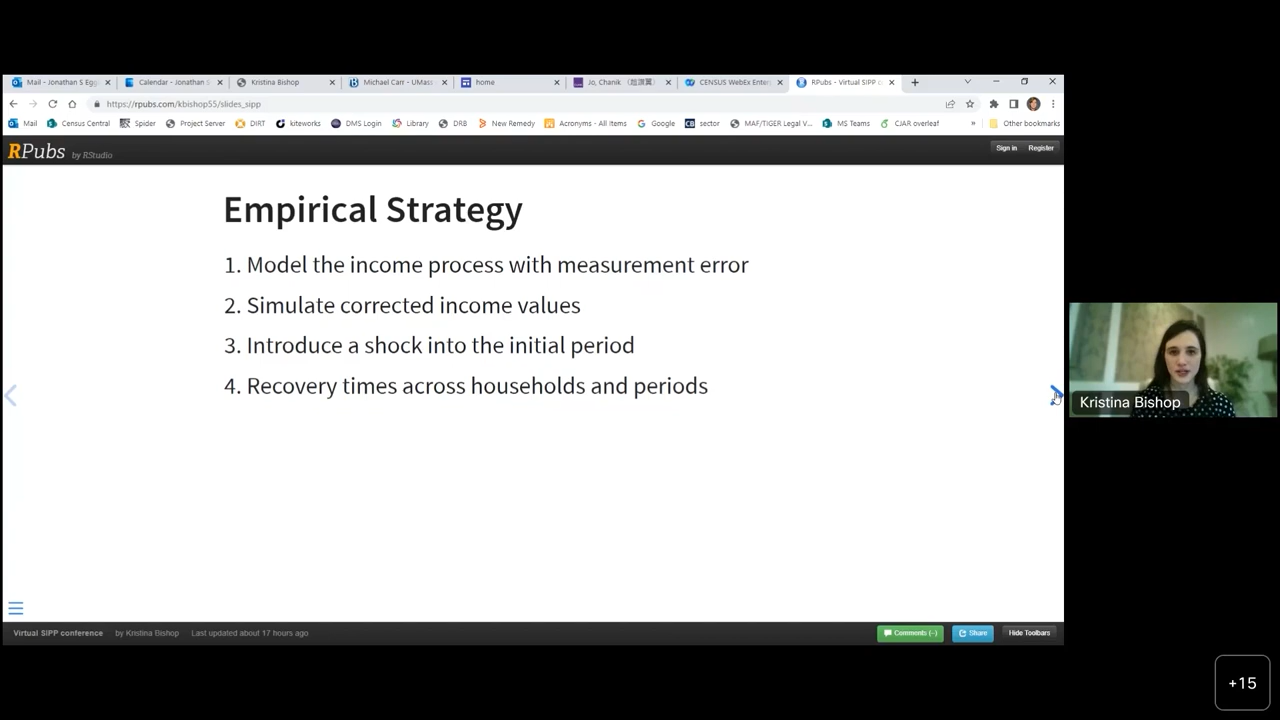 Mail - Jonathan S Egg
Calendar - Jonathan S
Kristina Bishop
Michael Carr - UMass
home
Jo, Chanik
CENSUS WebEx Enter
RPubs - Virtual SIPP c
https://rpubs.com/kbishop55/slides_sipp
Mail
Census Central
Spider
Project Server
DIRT
kiteworks
DMS Login
Library
DRB
New Remedy
Acronyms - All Items
Google
sector
MAF/TIGER Legal V...
MS Teams
CJAR overleaf
»
Other bookmarks
RPubs by RStudio
Sign in
Register
Empirical Strategy
1. Model the income process with measurement error
2. Simulate corrected income values
3. Introduce a shock into the initial period
4. Recovery times across households and periods
Kristina Bishop
Virtual SIPP conference
by Kristina Bishop
Last updated about 17 hours ago
Comments (-)
Share
Hide Toolbars
+15